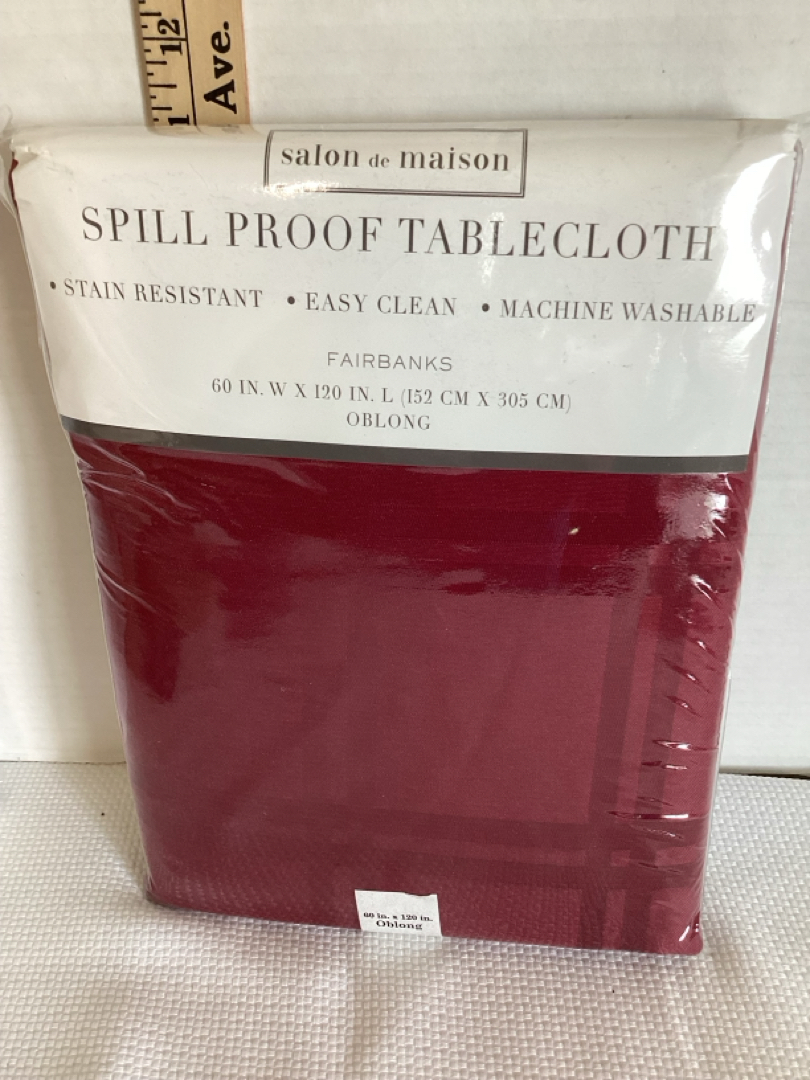 12
Ave.
1
salon de maison
SPILL PROOF TABLECLOTH
• STAIN RESISTANT • EASY CLEAN • MACHINE WASHABLE
FAIRBANKS
60 IN. W X 120 IN. L (152 CM X 305 CM)
OBLONG
60 in. x 120 in.
Oblong